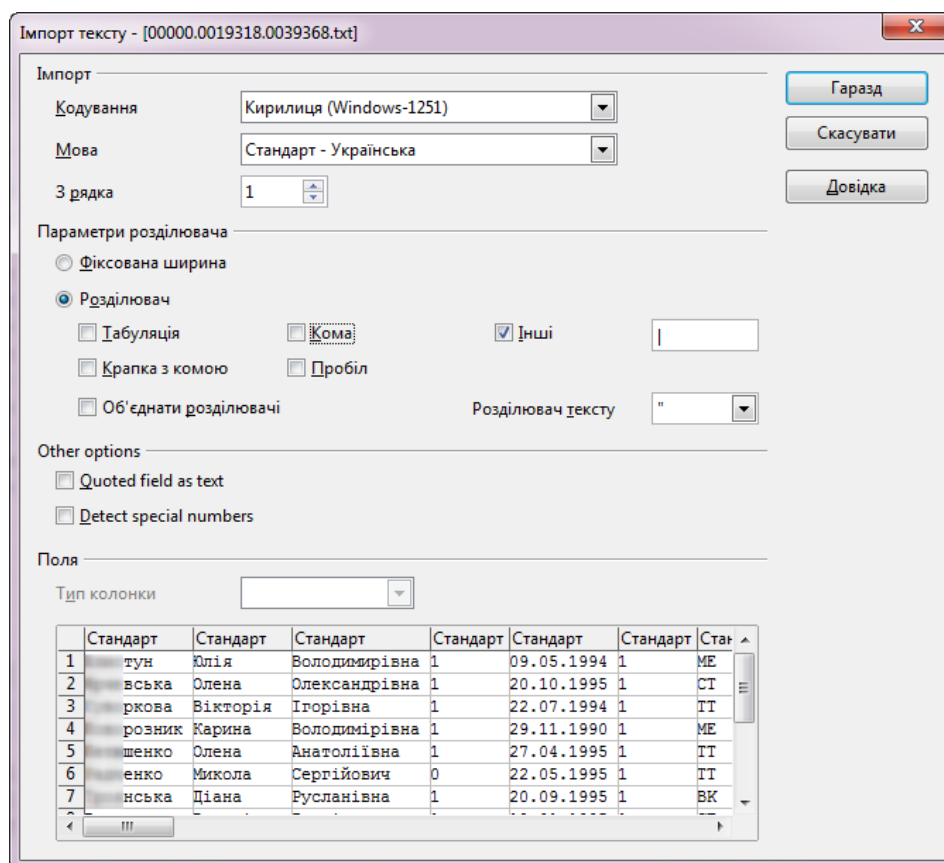 Імпорт тексту - [00000.0019318.0039368.txt]
Імпорт
Кодування Кирилиця (Windows-1251) Гаразд
Мова Стандарт - Українська Скасувати
З рядка 1 Довідка
Параметри розділювача
Фіксована ширина
Розділювач
Табуляція Кома Інші |
Крапка з комою Пробіл
Об'єднати розділювачі Розділювач тексту "
Other options
Quoted field as text
Detect special numbers
Поля
Тип колонки
Стандарт Стандарт Стандарт Стандарт Стандарт Стандарт Стан
1 тун Юлія Володимирівна 1 09.05.1994 1 МЕ
2 вська Олена Олександрівна 1 20.10.1995 1 СТ
3 ркова Вікторія Ігорівна 1 22.07.1994 1 ТТ
4 розник Карина Володимірівна 1 29.11.1990 1 МЕ
5 шенко Олена Анатоліївна 1 27.04.1995 1 ТТ
6 енко Микола Сергійович 0 22.05.1995 1 ТТ
7 нська Діана Русланівна 1 20.09.1995 1 ВК